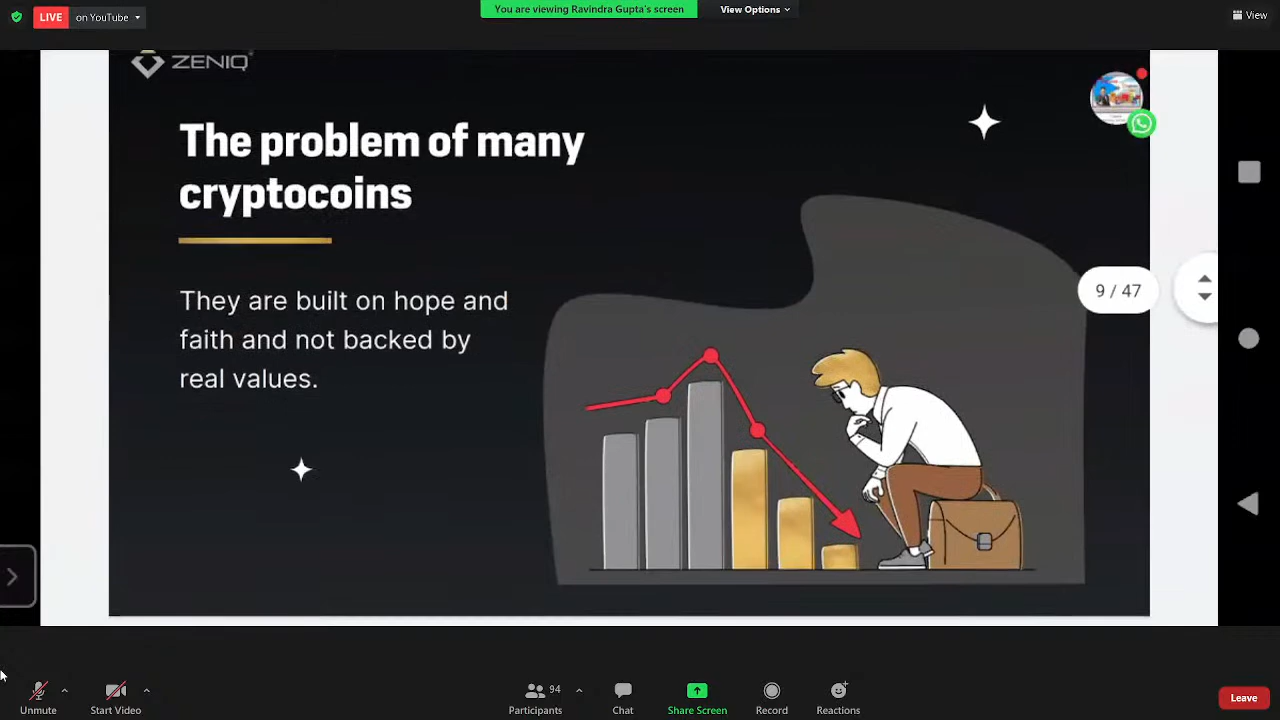 LIVE on YouTube
You are viewing Ravindra Gupta's screen
View Options
View
ZENIQ
The problem of many
cryptocoins
They are built on hope and
faith and not backed by
real values.
9 / 47
Unmute
Start Video
94
Participants
Chat
Share Screen
Record
Reactions
Leave